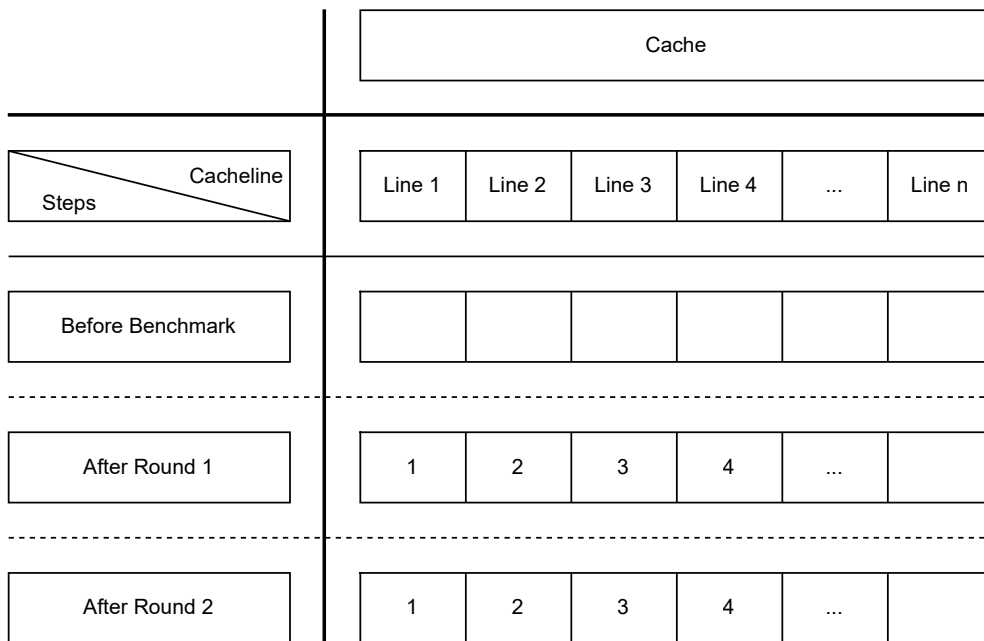 Cache
Cacheline
Steps
Line 1 Line 2 Line 3 Line 4 ... Line n
Before Benchmark
After Round 1 1 2 3 4 ...
After Round 2 1 2 3 4 ...